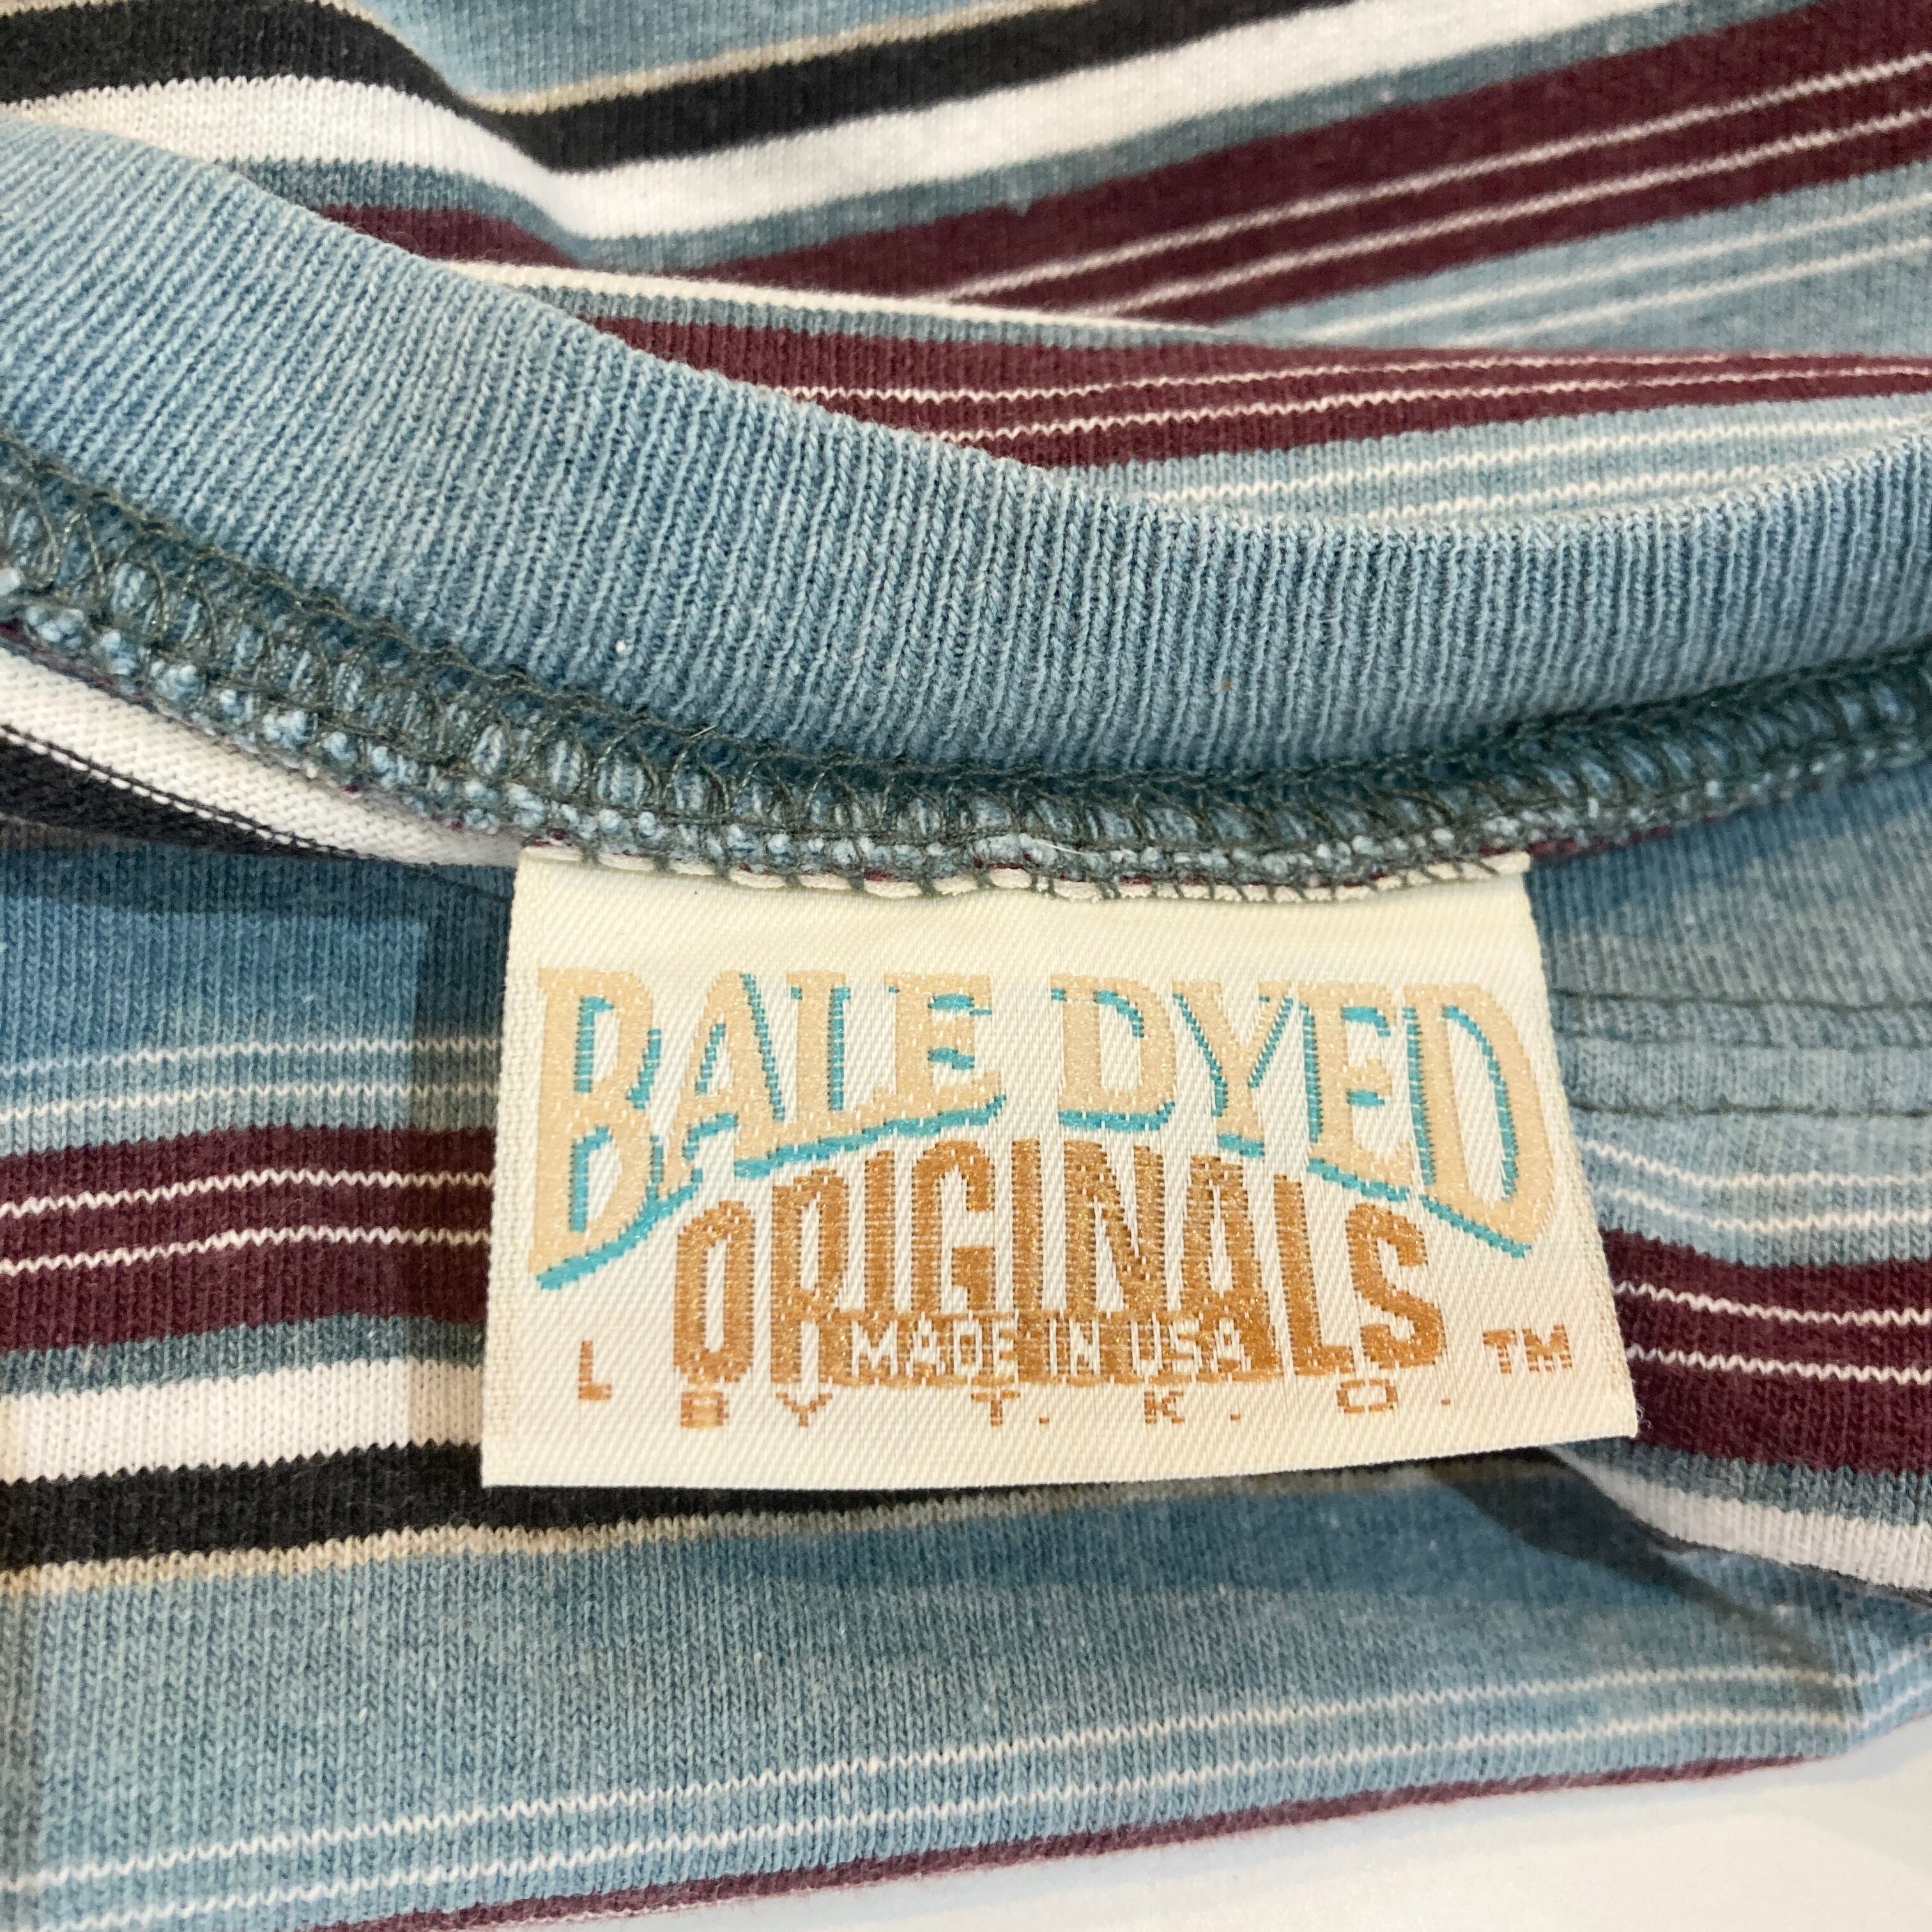 BALE DYED
ORIGINALS
MADE IN USA
L
BY T.K.O. TM